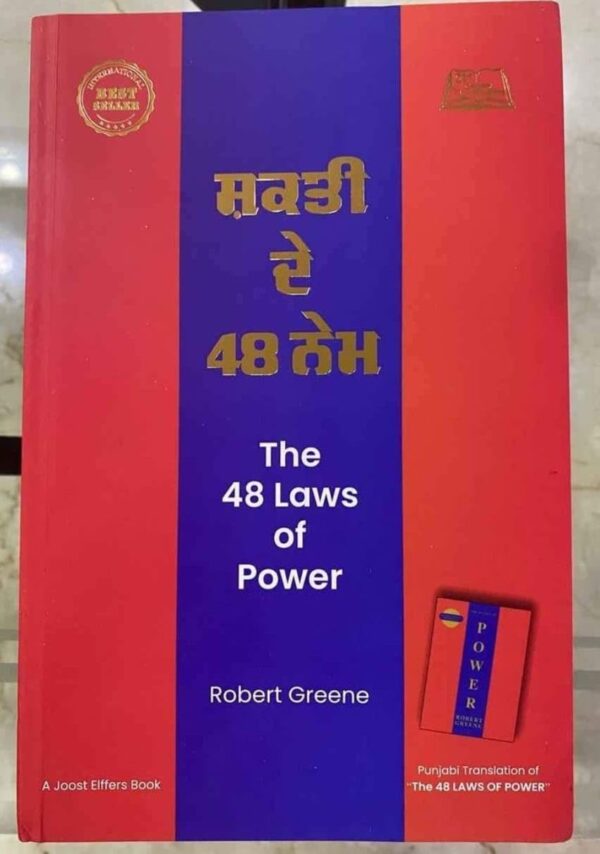 INTERNATIONAL
BEST
SELLER
ਸ਼ਕਤੀ
ਦੇ
48 ਨੇਮ
The
48 Laws
of
Power
Robert Greene
POWER
ROBERT
GREENE
A Joost Elffers Book
Punjabi Translation of
"The 48 LAWS OF POWER"